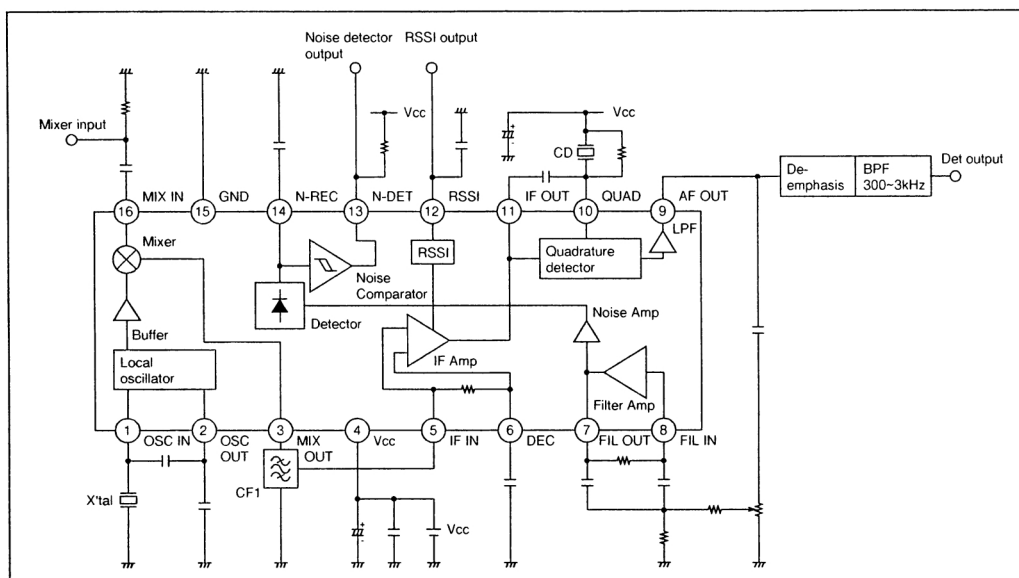 Noise detector
output
RSSI output
Vcc
Vcc
Mixer input
CD
De-
emphasis
BPF
300~3kHz
Det output
16
MIX IN
15
GND
14
N-REC
13
N-DET
12
RSSI
11
IF OUT
10
QUAD
9
AF OUT
Mixer
RSSI
Quadrature
detector
LPF
Noise
Comparator
Detector
Noise Amp
Buffer
IF Amp
Local
oscillator
Filter Amp
1
OSC IN
2
OSC
OUT
3
MIX
OUT
4
Vcc
5
IF IN
6
DEC
7
FIL OUT
8
FIL IN
X'tal
CF1
Vcc